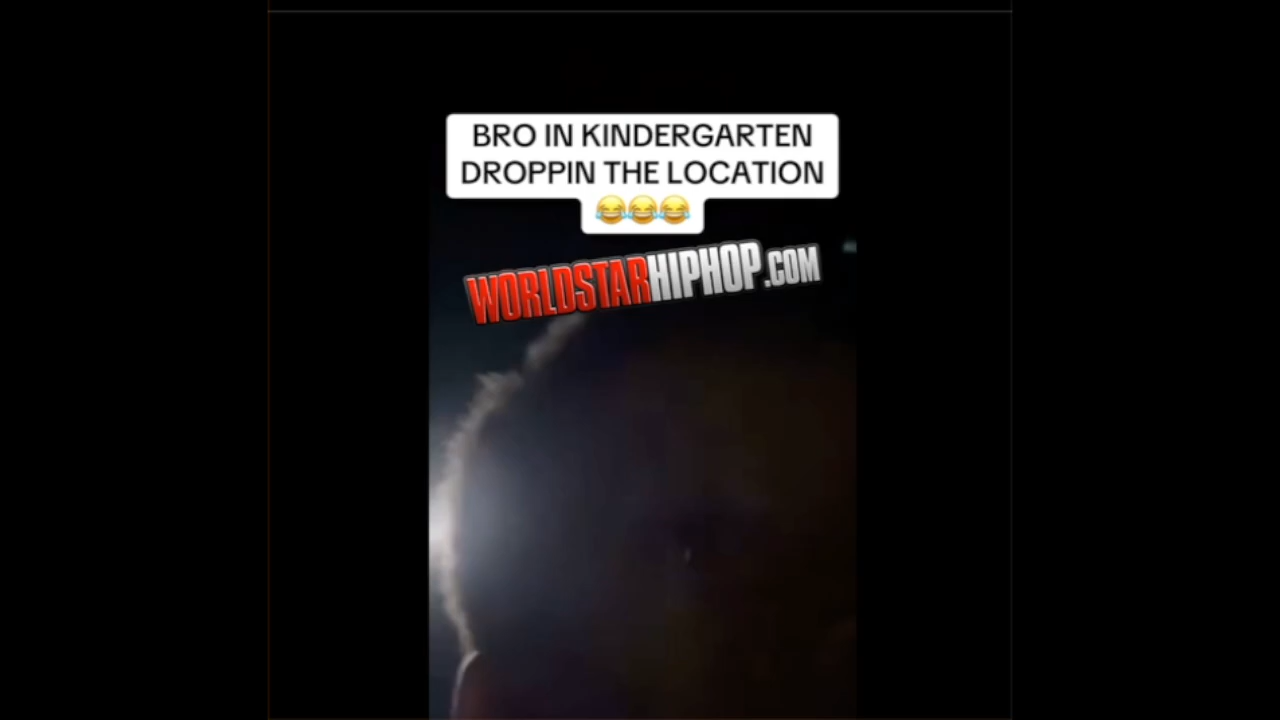 BRO IN KINDERGARTEN
DROPPIN THE LOCATION
😂😂😂
WORLDSTARHIPHOP.COM